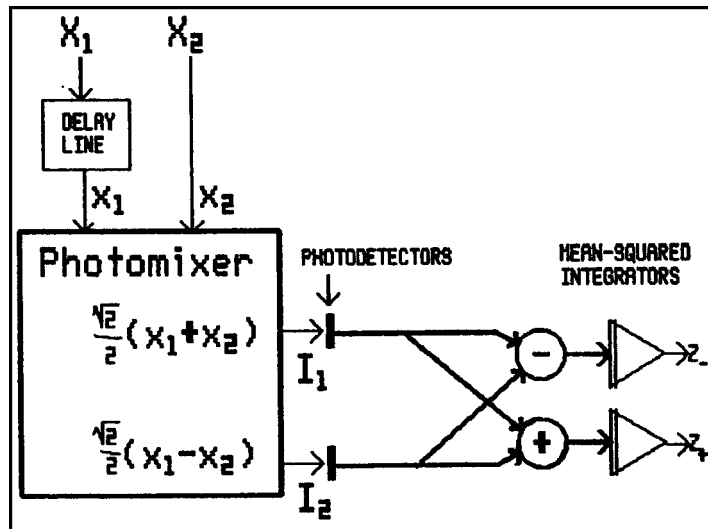 X₁ X₂
DELAY
LINE
x₁ x₂
Photomixer
PHOTODETECTORS
MEAN-SQUARED
INTEGRATORS
√2/2 (x₁+x₂)
I₁
−
Z₋
√2/2 (x₁−x₂)
I₂
+
Z₊